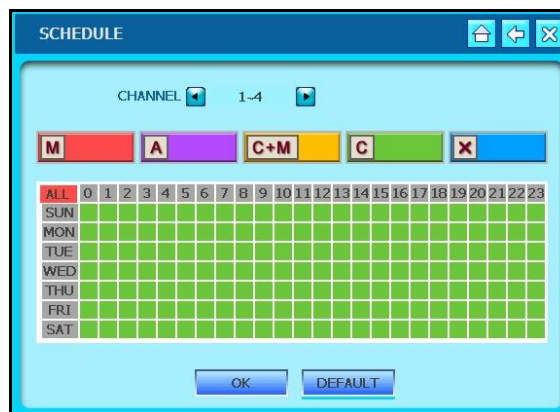 SCHEDULE
CHANNEL 1~4
M A C+M C X
ALL 0 1 2 3 4 5 6 7 8 9 10 11 12 13 14 15 16 17 18 19 20 21 22 23
SUN
MON
TUE
WED
THU
FRI
SAT
OK DEFAULT